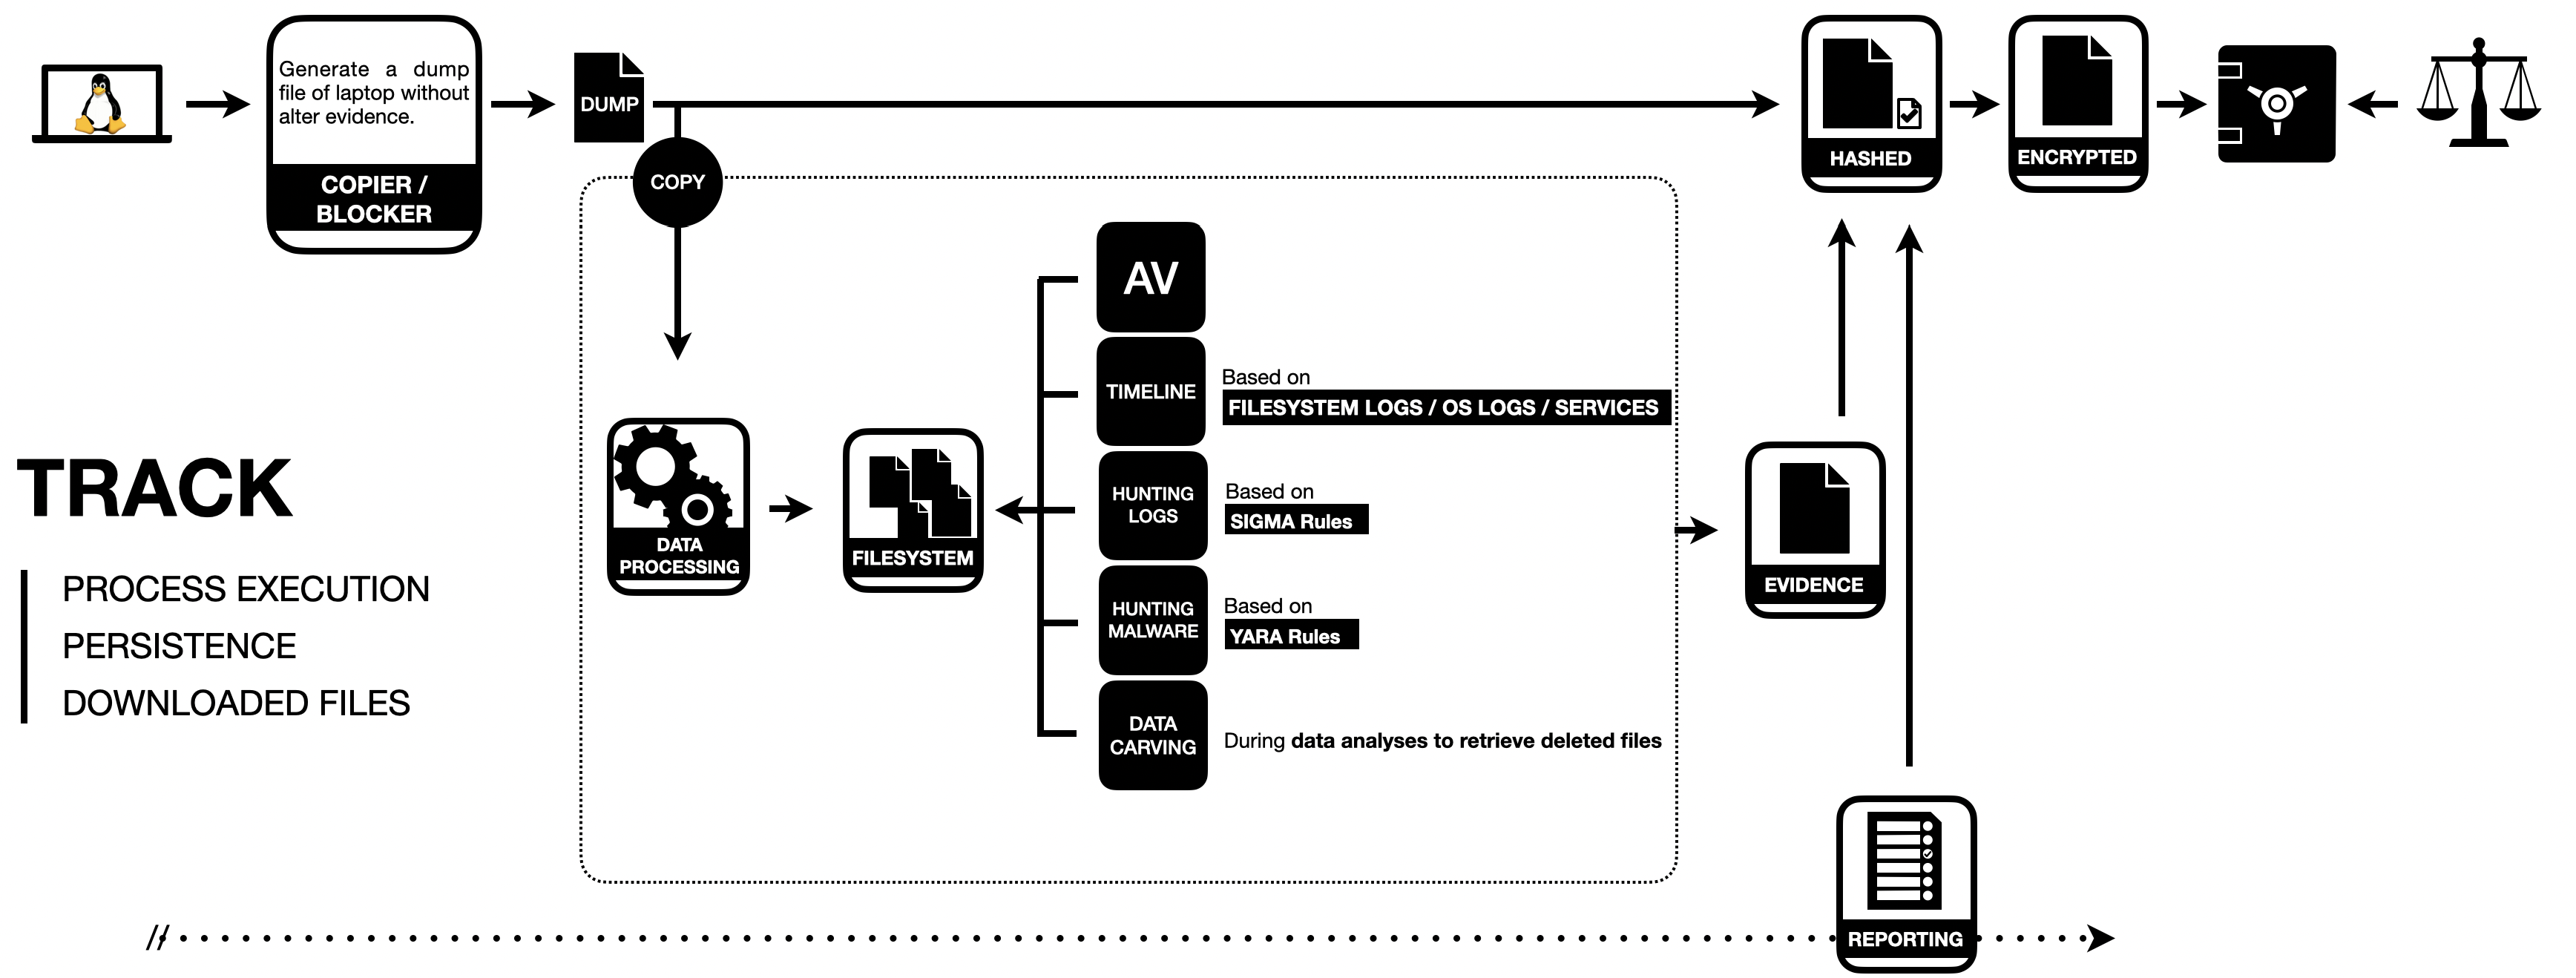 Generate a dump
file of laptop without
alter evidence.
COPIER /
BLOCKER
DUMP
COPY
HASHED
ENCRYPTED
AV
TIMELINE
Based on
FILESYSTEM LOGS / OS LOGS / SERVICES
HUNTING
LOGS
Based on
SIGMA Rules
HUNTING
MALWARE
Based on
YARA Rules
DATA
CARVING
During data analyses to retrieve deleted files
DATA
PROCESSING
FILESYSTEM
EVIDENCE
TRACK
PROCESS EXECUTION
PERSISTENCE
DOWNLOADED FILES
//
REPORTING